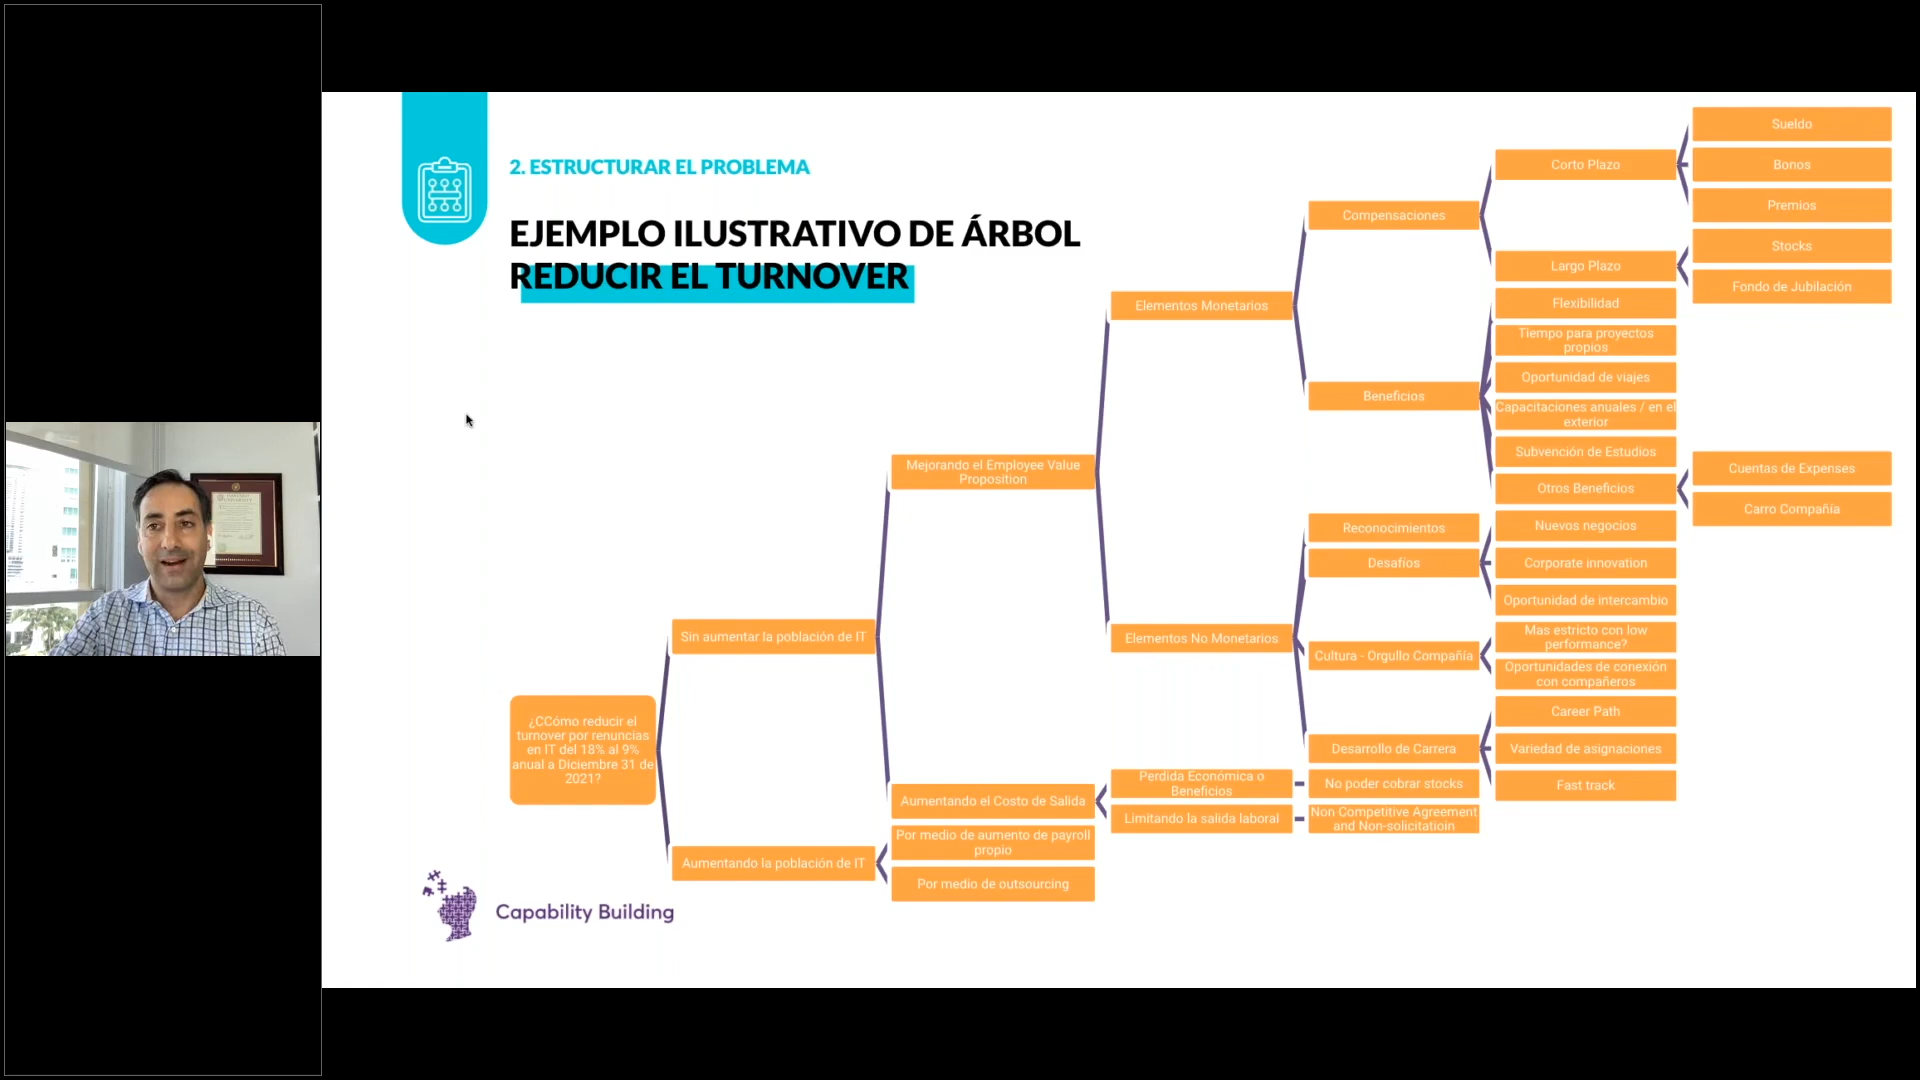 2. ESTRUCTURAR EL PROBLEMA
EJEMPLO ILUSTRATIVO DE ÁRBOL
REDUCIR EL TURNOVER
¿CCómo reducir el
turnover por renuncias
en IT del 18% al 9%
anual a Diciembre 31 de
2021?
Sin aumentar la población de IT
Aumentando la población de IT
Mejorando el Employee Value
Proposition
Aumentando el Costo de Salida
Por medio de aumento de payroll
propio
Por medio de outsourcing
Elementos Monetarios
Elementos No Monetarios
Perdida Económica o
Beneficios
Limitando la salida laboral
Compensaciones
Beneficios
Reconocimientos
Desafíos
Cultura - Orgullo Compañía
Desarrollo de Carrera
No poder cobrar stocks
Non Competitive Agreement
and Non-solicitatioin
Corto Plazo
Largo Plazo
Flexibilidad
Tiempo para proyectos
propios
Oportunidad de viajes
Capacitaciones anuales / en el
exterior
Subvención de Estudios
Otros Beneficios
Nuevos negocios
Corporate innovation
Oportunidad de intercambio
Mas estricto con low
performance?
Oportunidades de conexión
con compañeros
Career Path
Variedad de asignaciones
Fast track
Sueldo
Bonos
Premios
Stocks
Fondo de Jubilación
Cuentas de Expenses
Carro Compañía
Capability Building